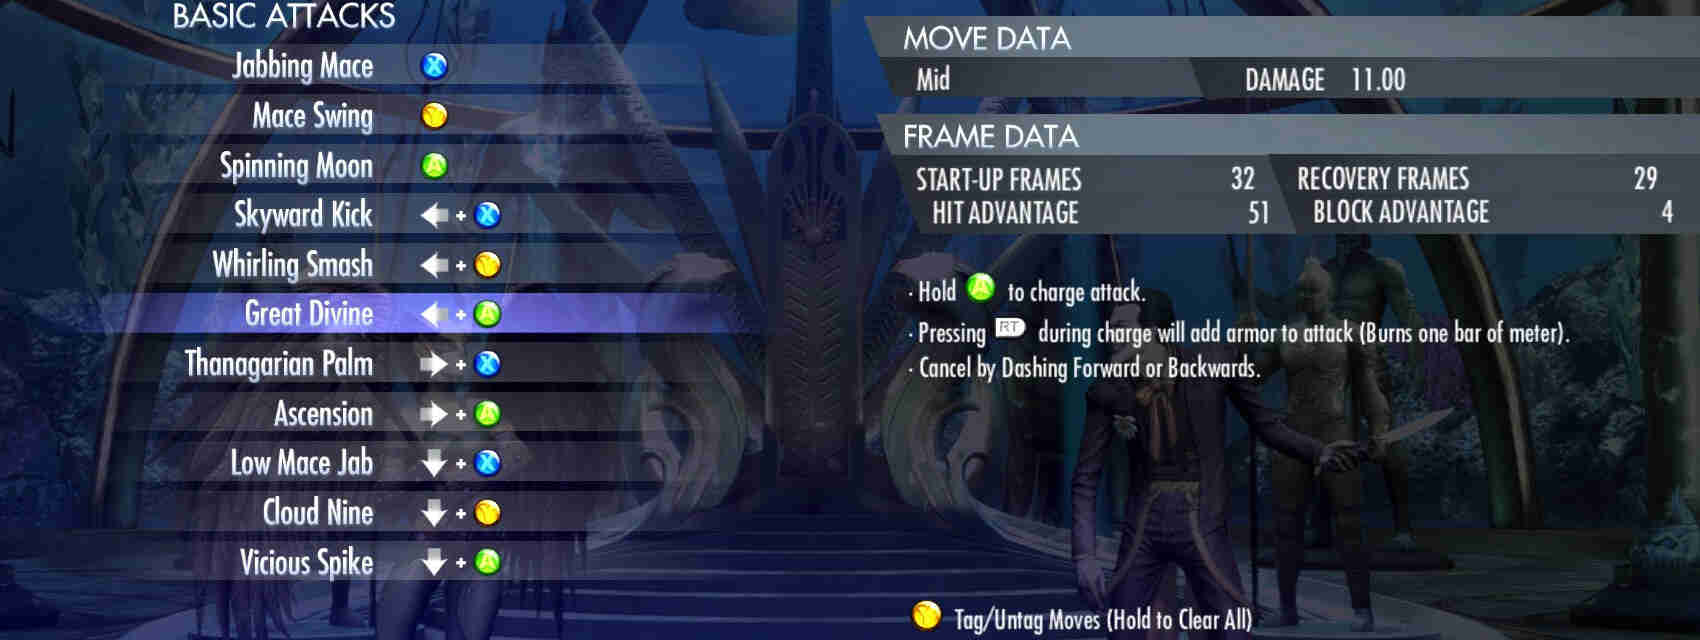 BASIC ATTACKS
Jabbing Mace X
Mace Swing Y
Spinning Moon A
Skyward Kick + X
Whirling Smash + Y
Great Divine + A
Thanagarian Palm + X
Ascension + A
Low Mace Jab + X
Cloud Nine + Y
Vicious Spike + A
MOVE DATA
Mid DAMAGE 11.00
FRAME DATA
START-UP FRAMES 32 RECOVERY FRAMES 29
HIT ADVANTAGE 51 BLOCK ADVANTAGE 4
· Hold A to charge attack.
· Pressing RT during charge will add armor to attack (Burns one bar of meter).
· Cancel by Dashing Forward or Backwards.
Y Tag/Untag Moves (Hold to Clear All)